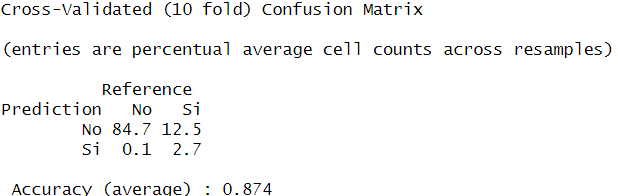 Cross-Validated (10 fold) Confusion Matrix
(entries are percentual average cell counts across resamples)
Reference
Prediction No Si
No 84.7 12.5
Si 0.1 2.7
Accuracy (average) : 0.874